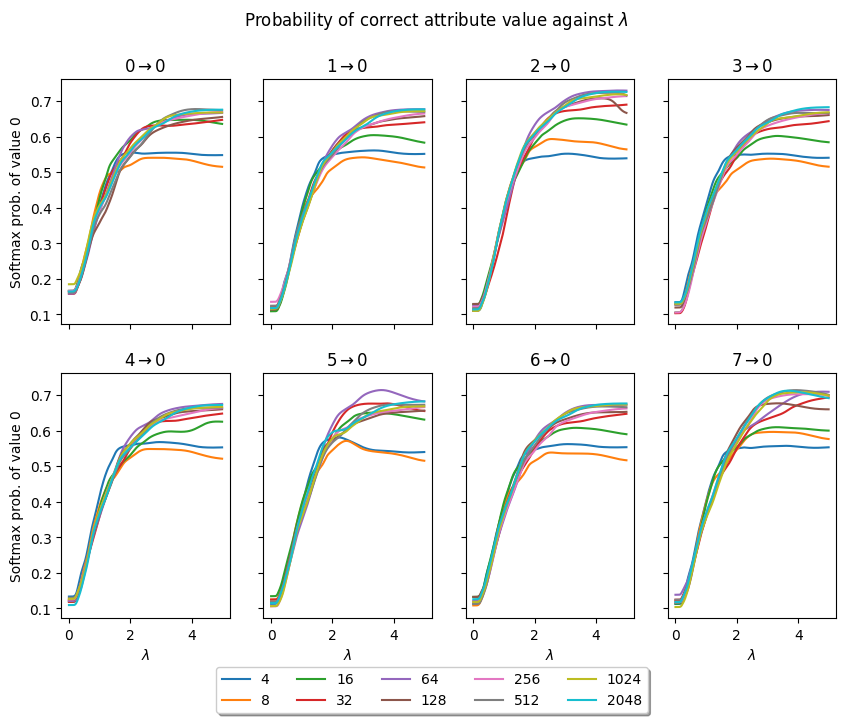 Probability of correct attribute value against λ
0→0 1→0 2→0 3→0
0.7
0.6
0.5
0.4
0.3
0.2
0.1
Softmax prob. of value 0
0 2 4 0 2 4 0 2 4 0 2 4
4→0 5→0 6→0 7→0
0.7
0.6
0.5
0.4
0.3
0.2
0.1
Softmax prob. of value 0
λ λ λ λ
4 16 64 256 1024
8 32 128 512 2048